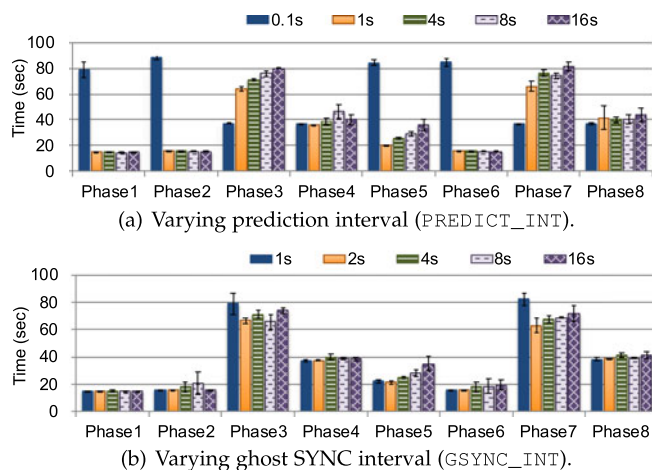 0.1s 1s 4s 8s 16s
Time (sec)
100
80
60
40
20
0
Phase1 Phase2 Phase3 Phase4 Phase5 Phase6 Phase7 Phase8
(a) Varying prediction interval (PREDICT_INT).
1s 2s 4s 8s 16s
Time (sec)
100
80
60
40
20
0
Phase1 Phase2 Phase3 Phase4 Phase5 Phase6 Phase7 Phase8
(b) Varying ghost SYNC interval (GSYNC_INT).